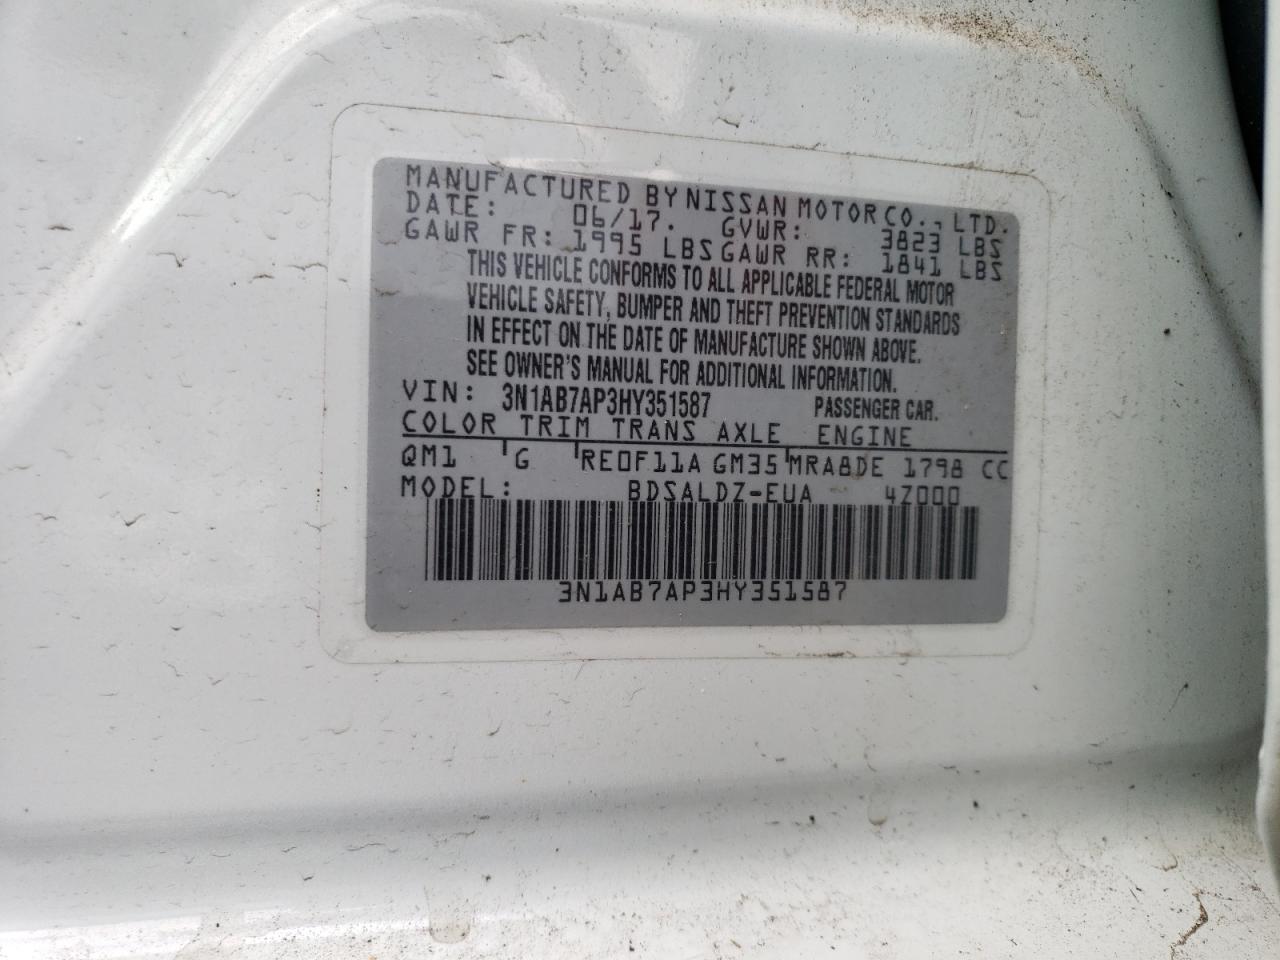 MANUFACTURED BY NISSAN MOTOR CO., LTD.
DATE: 06/17. GVWR: 3823 LBS
GAWR FR: 1995 LBS GAWR RR: 1841 LBS
THIS VEHICLE CONFORMS TO ALL APPLICABLE FEDERAL MOTOR
VEHICLE SAFETY, BUMPER AND THEFT PREVENTION STANDARDS
IN EFFECT ON THE DATE OF MANUFACTURE SHOWN ABOVE.
SEE OWNER'S MANUAL FOR ADDITIONAL INFORMATION.
VIN: 3N1AB7AP3HY351587 PASSENGER CAR.
COLOR TRIM TRANS AXLE ENGINE
QM1 G RE0F11A GM35 MRA8DE 1798 CC
MODEL: BDSALDZ-EUA 4Z000
3N1AB7AP3HY351587